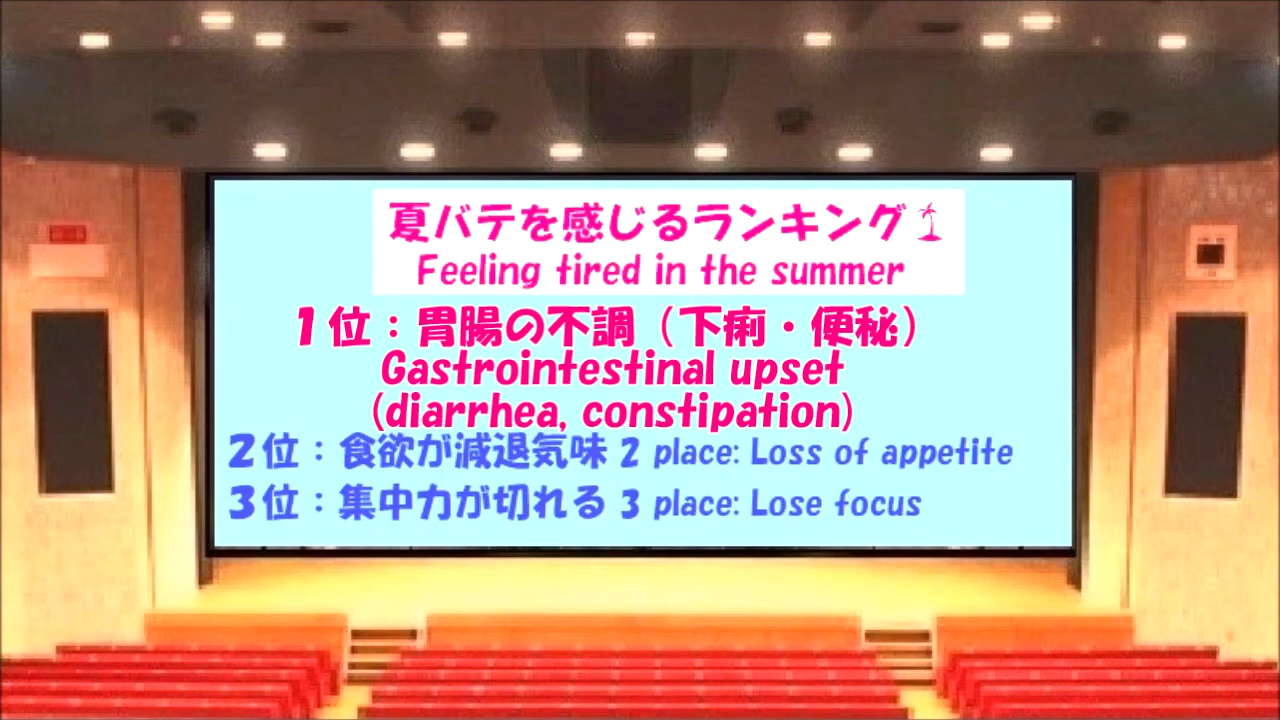 夏バテを感じるランキング🏝
Feeling tired in the summer
１位：胃腸の不調（下痢・便秘）
Gastrointestinal upset
(diarrhea, constipation)
２位：食欲が減退気味 2 place: Loss of appetite
３位：集中力が切れる 3 place: Lose focus